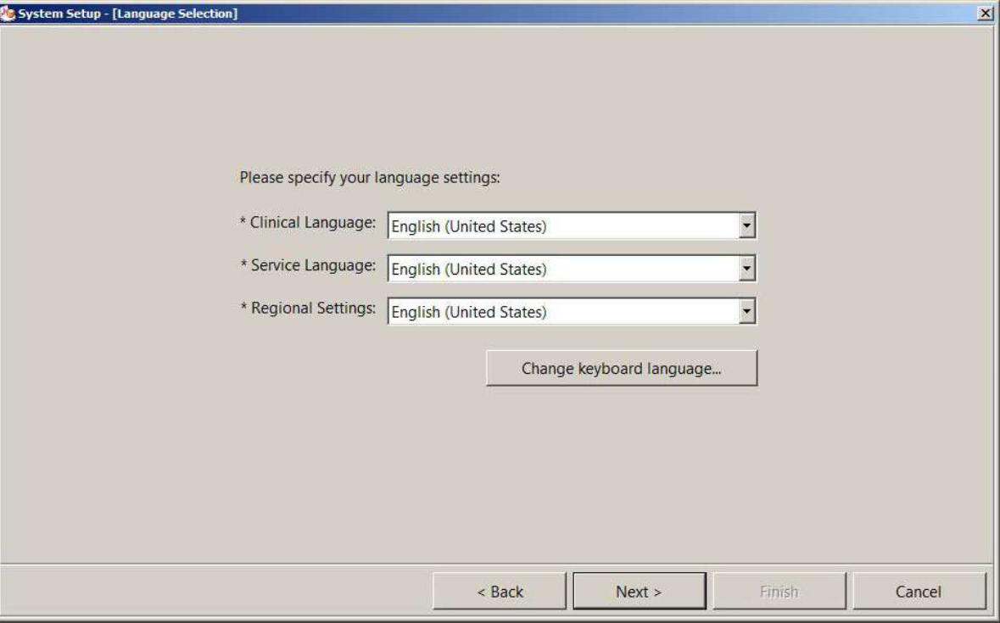 System Setup - [Language Selection]
Please specify your language settings:
* Clinical Language: English (United States)
* Service Language: English (United States)
* Regional Settings: English (United States)
Change keyboard language...
< Back Next > Finish Cancel